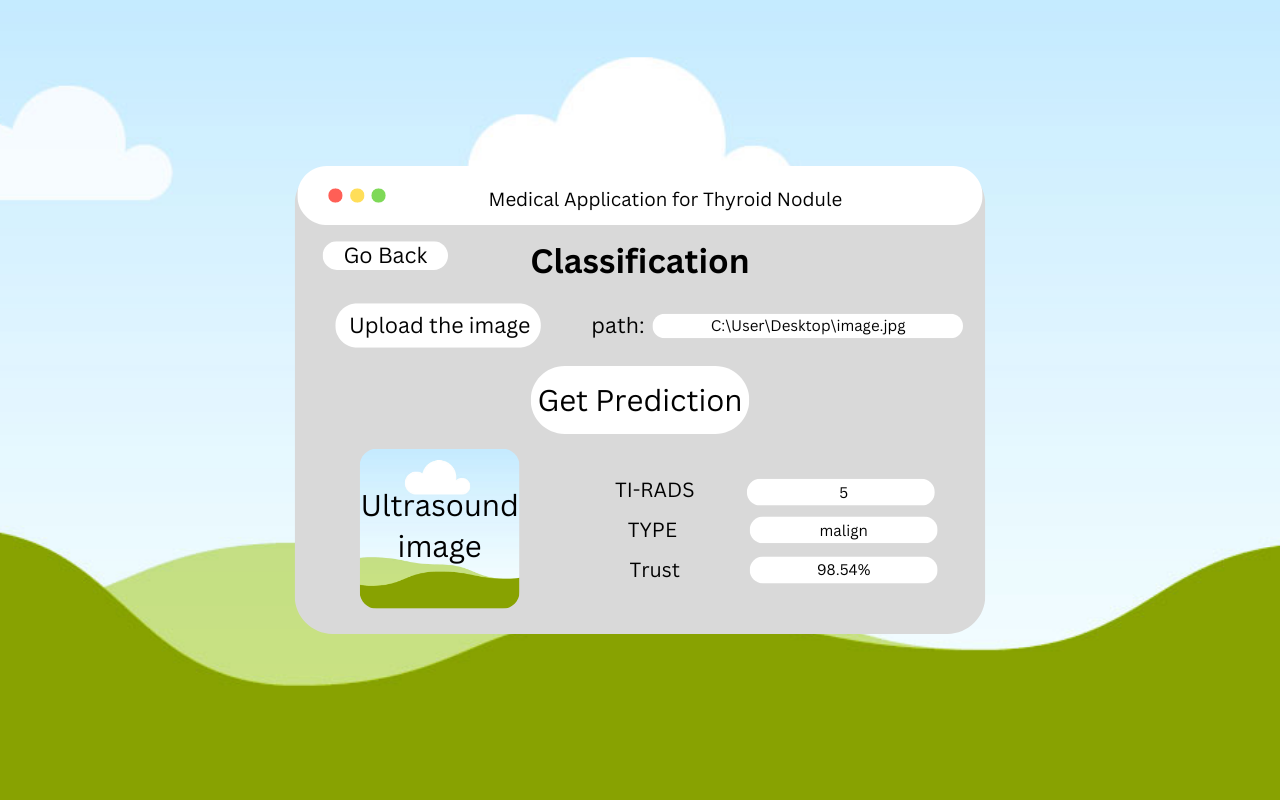 Medical Application for Thyroid Nodule
Go Back
Classification
Upload the image
path:
C:\User\Desktop\image.jpg
Get Prediction
Ultrasound
image
TI-RADS
5
TYPE
malign
Trust
98.54%